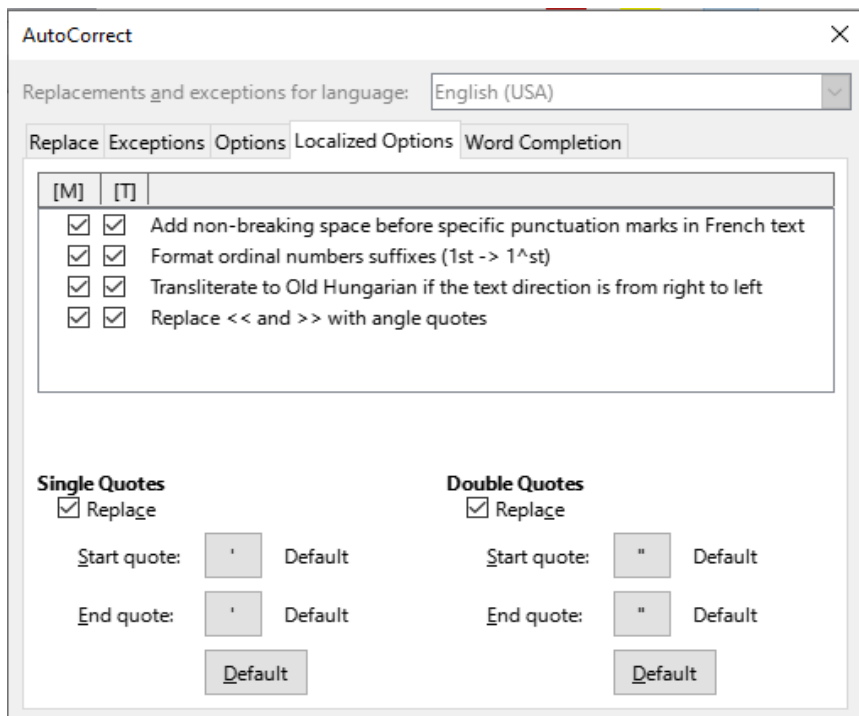 AutoCorrect
Replacements and exceptions for language: English (USA)
Replace Exceptions Options Localized Options Word Completion
[M] [T]
Add non-breaking space before specific punctuation marks in French text
Format ordinal numbers suffixes (1st -> 1^st)
Transliterate to Old Hungarian if the text direction is from right to left
Replace << and >> with angle quotes
Single Quotes Double Quotes
Replace Replace
Start quote: ' Default Start quote: " Default
End quote: ' Default End quote: " Default
Default Default